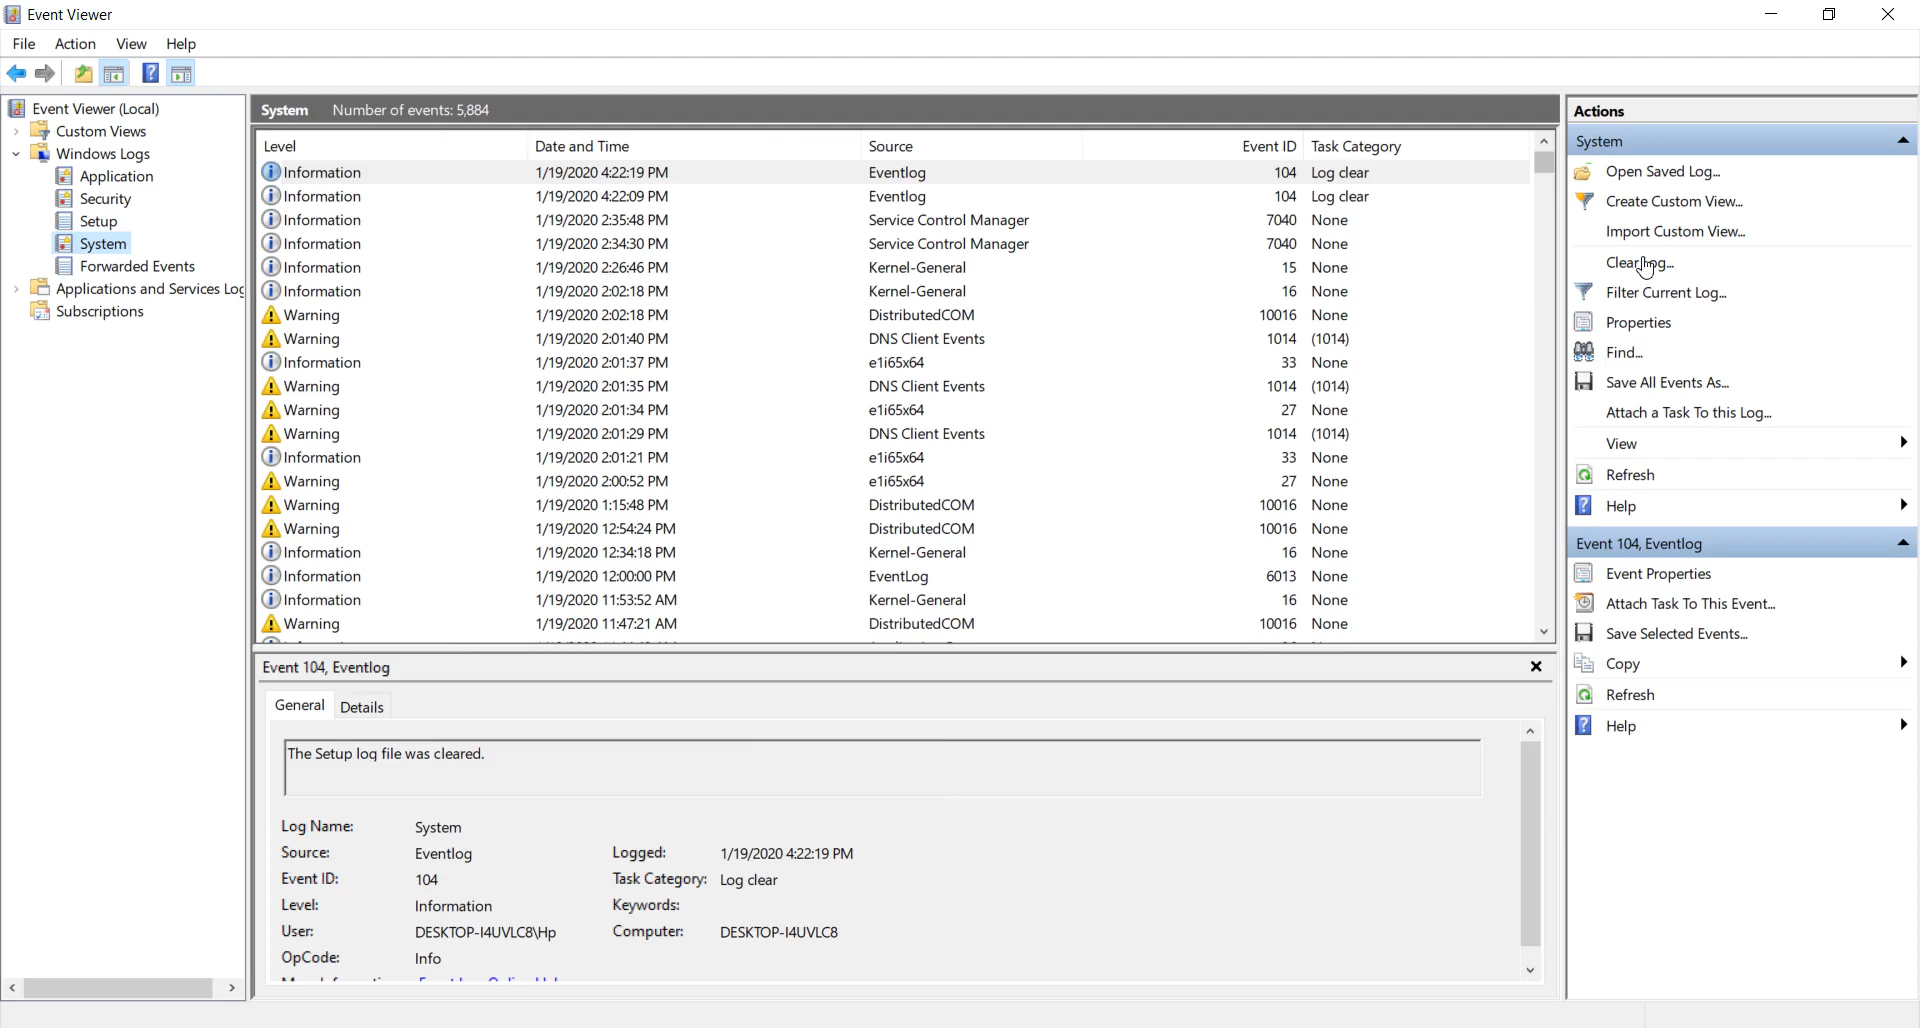 Event Viewer
File Action View Help
Event Viewer (Local)
Custom Views
Windows Logs
Application
Security
Setup
System
Forwarded Events
Applications and Services Log
Subscriptions
System Number of events: 5,884
Level Date and Time Source Event ID Task Category
Information 1/19/2020 4:22:19 PM Eventlog 104 Log clear
Information 1/19/2020 4:22:09 PM Eventlog 104 Log clear
Information 1/19/2020 2:35:48 PM Service Control Manager 7040 None
Information 1/19/2020 2:34:30 PM Service Control Manager 7040 None
Information 1/19/2020 2:26:46 PM Kernel-General 15 None
Information 1/19/2020 2:02:18 PM Kernel-General 16 None
Warning 1/19/2020 2:02:18 PM DistributedCOM 10016 None
Warning 1/19/2020 2:01:40 PM DNS Client Events 1014 (1014)
Information 1/19/2020 2:01:37 PM e1i65x64 33 None
Warning 1/19/2020 2:01:35 PM DNS Client Events 1014 (1014)
Warning 1/19/2020 2:01:34 PM e1i65x64 27 None
Warning 1/19/2020 2:01:29 PM DNS Client Events 1014 (1014)
Information 1/19/2020 2:01:21 PM e1i65x64 33 None
Warning 1/19/2020 2:00:52 PM e1i65x64 27 None
Warning 1/19/2020 1:15:48 PM DistributedCOM 10016 None
Warning 1/19/2020 12:54:24 PM DistributedCOM 10016 None
Information 1/19/2020 12:34:18 PM Kernel-General 16 None
Information 1/19/2020 12:00:00 PM EventLog 6013 None
Information 1/19/2020 11:53:52 AM Kernel-General 16 None
Warning 1/19/2020 11:47:21 AM DistributedCOM 10016 None
Event 104, Eventlog
General Details
The Setup log file was cleared.
Log Name: System
Source: Eventlog Logged: 1/19/2020 4:22:19 PM
Event ID: 104 Task Category: Log clear
Level: Information Keywords:
User: DESKTOP-I4UVLC8\Hp Computer: DESKTOP-I4UVLC8
OpCode: Info
Actions
System
Open Saved Log...
Create Custom View...
Import Custom View...
Clear Log...
Filter Current Log...
Properties
Find...
Save All Events As...
Attach a Task To this Log...
View
Refresh
Help
Event 104, Eventlog
Event Properties
Attach Task To This Event...
Save Selected Events...
Copy
Refresh
Help